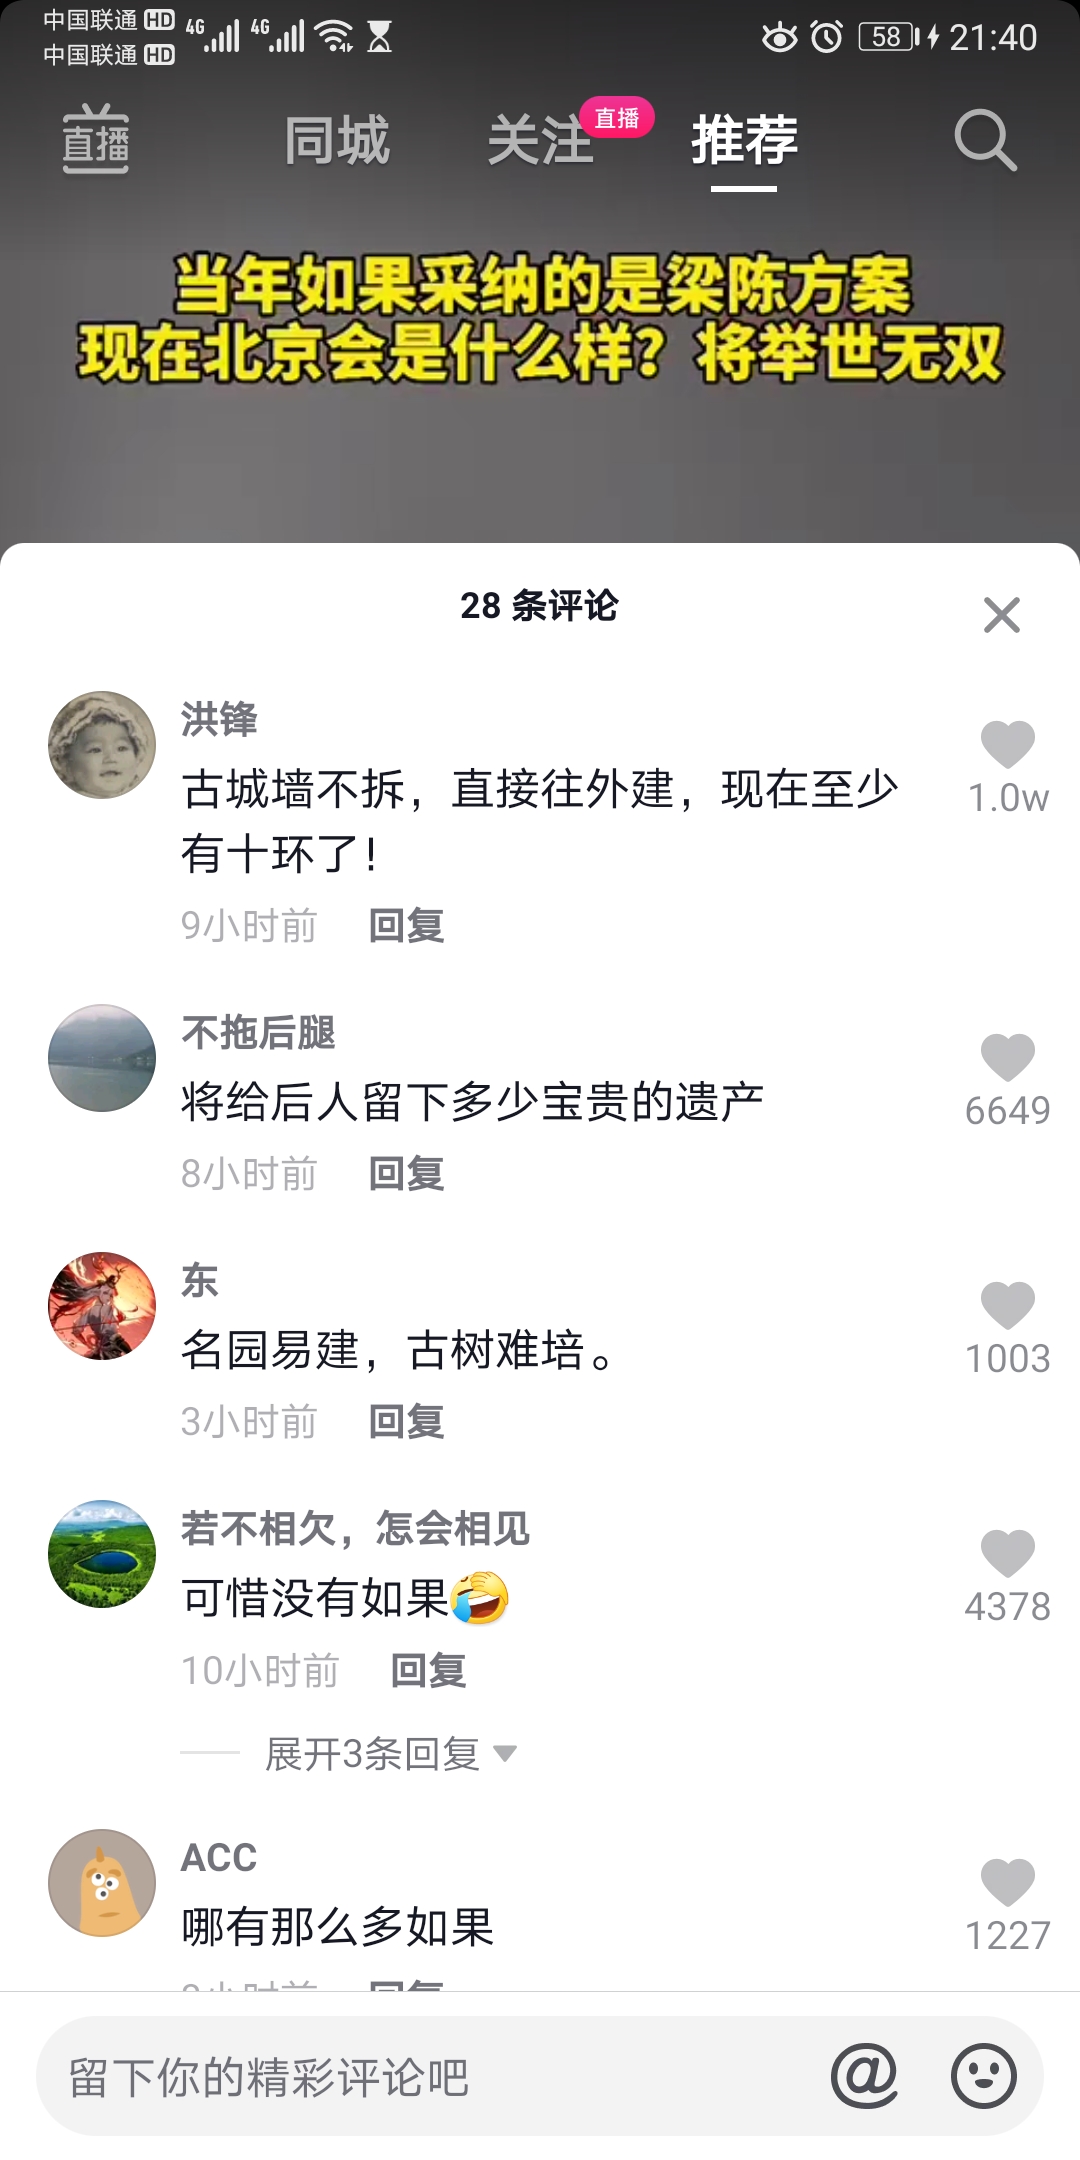 中国联通 HD 4G 4G 58 21:40
中国联通 HD
直播 同城 关注 直播 推荐
当年如果采纳的是梁陈方案
现在北京会是什么样？将举世无双
28 条评论
洪锋
古城墙不拆，直接往外建，现在至少
有十环了！
1.0w
9小时前 回复
不拖后腿
将给后人留下多少宝贵的遗产
6649
8小时前 回复
东
名园易建，古树难培。
1003
3小时前 回复
若不相欠，怎会相见
可惜没有如果🤣
4378
10小时前 回复
展开3条回复
ACC
哪有那么多如果
1227
小时前 回复
留下你的精彩评论吧 @